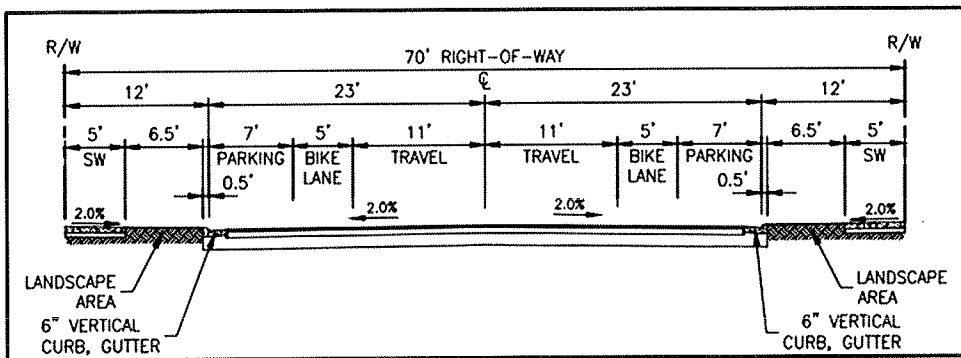 R/W R/W
70' RIGHT-OF-WAY
℄
12' 23' 23' 12'
5' 6.5' 7' 5' 11' 11' 5' 7' 6.5' 5'
SW PARKING BIKE TRAVEL TRAVEL BIKE PARKING SW
LANE LANE
0.5' 0.5'
2.0% 2.0% 2.0% 2.0%
LANDSCAPE
AREA
6" VERTICAL
CURB, GUTTER
LANDSCAPE
AREA
6" VERTICAL
CURB, GUTTER